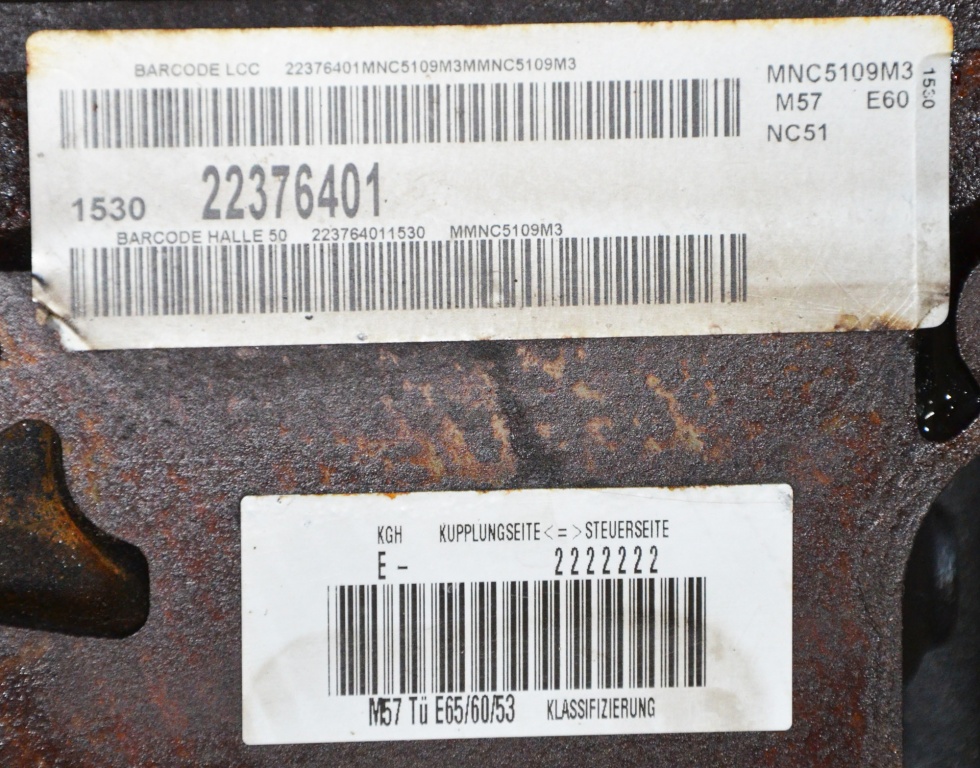 BARCODE LCC 22376401MNC5109M3MMNC5109M3
MNC5109M3
M57 E60
NC51
1530
1530 22376401
BARCODE HALLE 50 223764011530 MMNC5109M3
KGH KUPPLUNGSEITE<=>STEUERSEITE
E- 2222222
M57 Tü E65/60/53 KLASSIFIZIERUNG